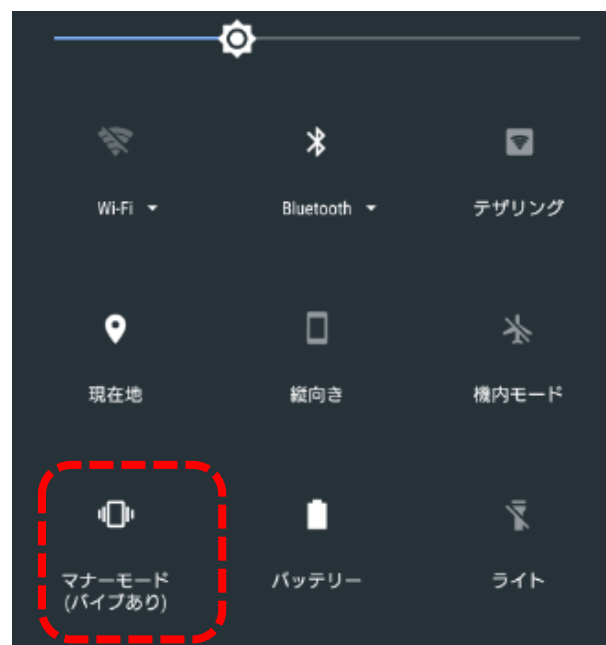 Wi-Fi
Bluetooth
テザリング
現在地
縦向き
機内モード
マナーモード
(バイブあり)
バッテリー
ライト